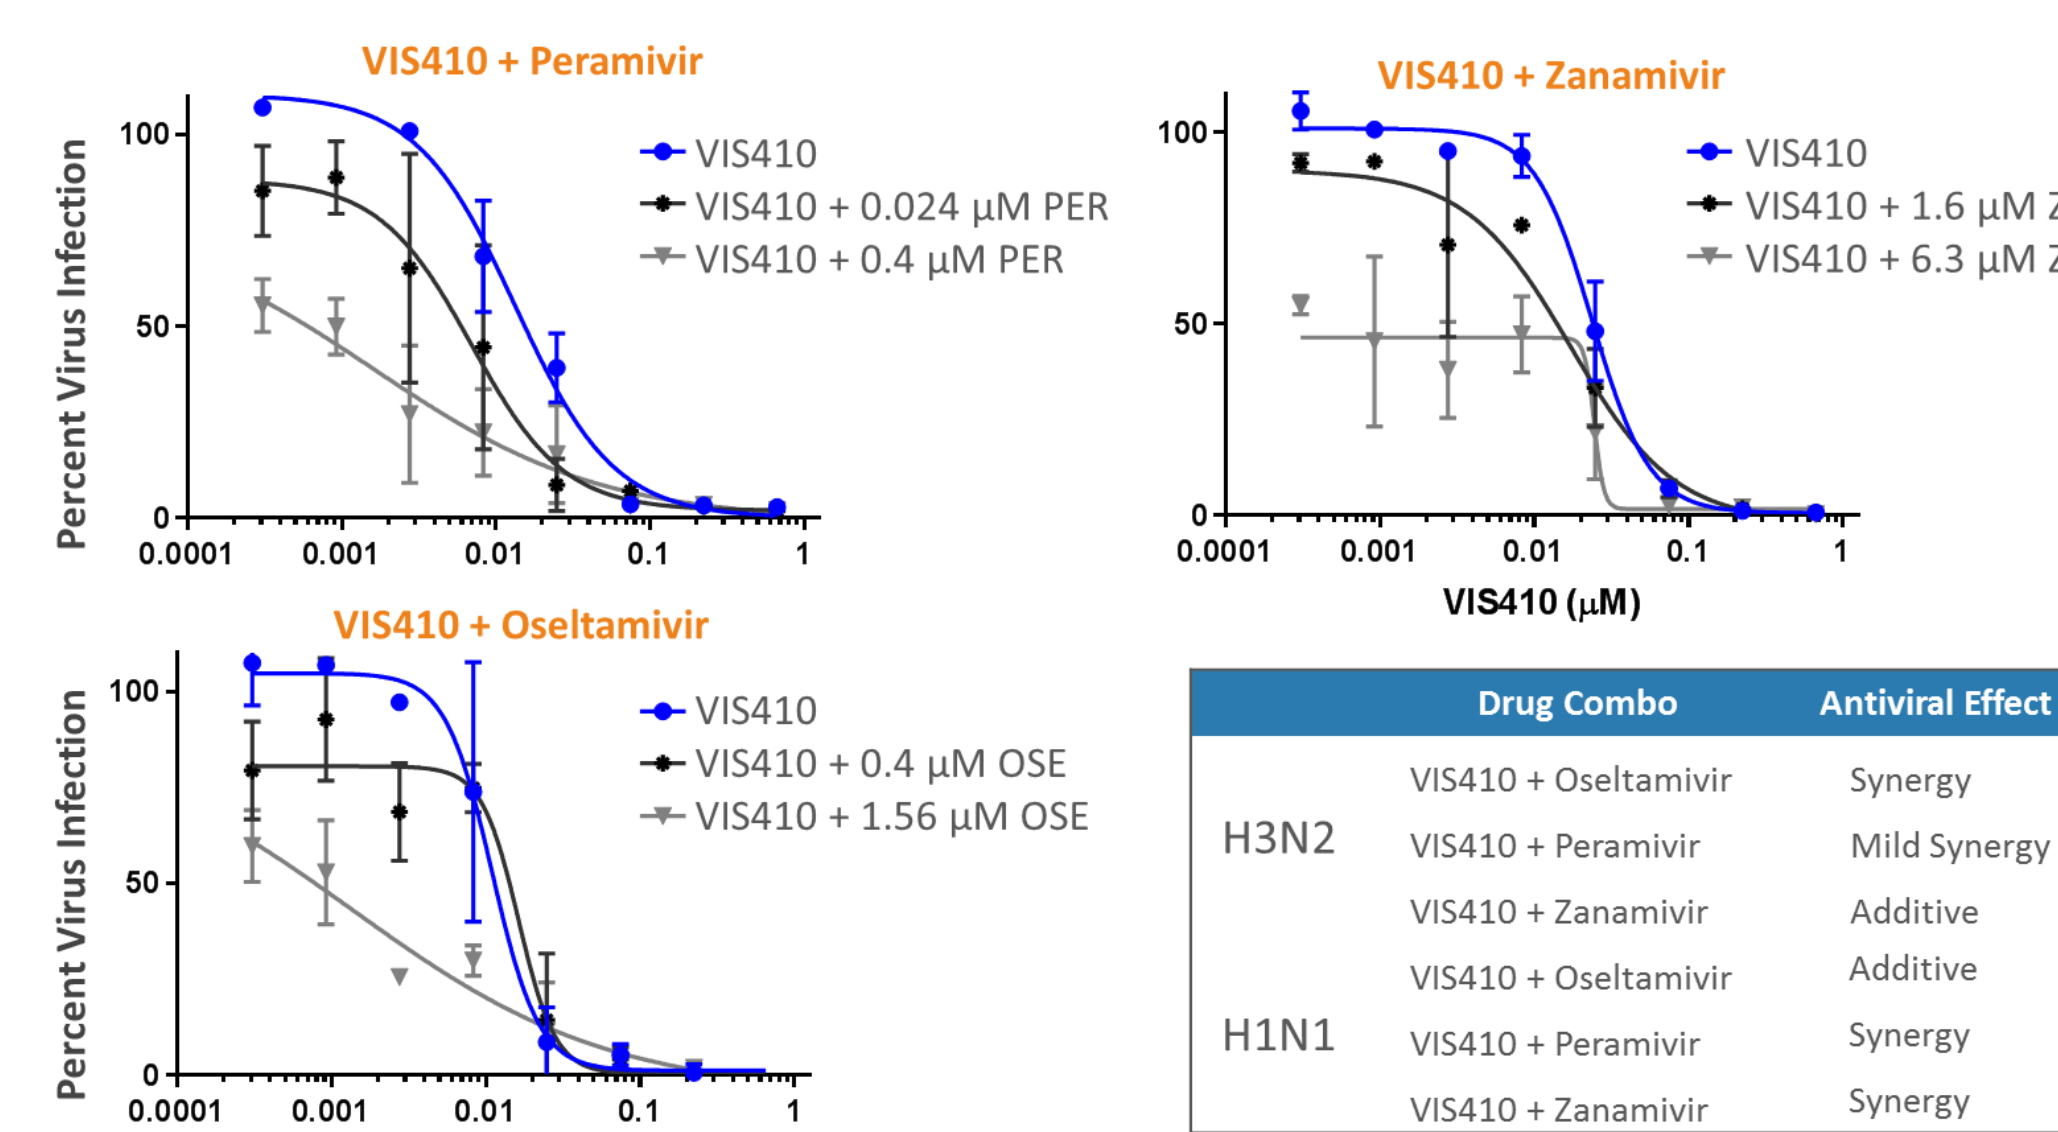 VIS410 + Peramivir
Percent Virus Infection
100
50
0
0.0001 0.001 0.01 0.1 1
VIS410
VIS410 + 0.024 µM PER
VIS410 + 0.4 µM PER
VIS410 + Zanamivir
100
50
0
0.0001 0.001 0.01 0.1 1
VIS410 (µM)
VIS410
VIS410 + 1.6 µM Z
VIS410 + 6.3 µM Z
VIS410 + Oseltamivir
Percent Virus Infection
100
50
0
0.0001 0.001 0.01 0.1 1
VIS410
VIS410 + 0.4 µM OSE
VIS410 + 1.56 µM OSE
Drug Combo Antiviral Effect
H3N2
VIS410 + Oseltamivir Synergy
VIS410 + Peramivir Mild Synergy
VIS410 + Zanamivir Additive
H1N1
VIS410 + Oseltamivir Additive
VIS410 + Peramivir Synergy
VIS410 + Zanamivir Synergy